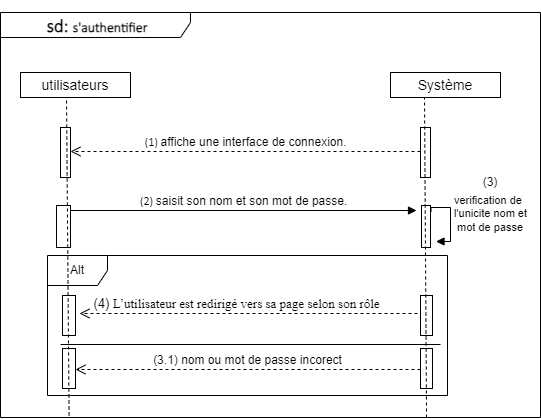 sd: s'authentifier
utilisateurs
Système
(1) affiche une interface de connexion.
(2) saisit son nom et son mot de passe.
(3)
verification de
l'unicite nom et
mot de passe
Alt
(4) L'utilisateur est redirigé vers sa page selon son rôle
(3.1) nom ou mot de passe incorect